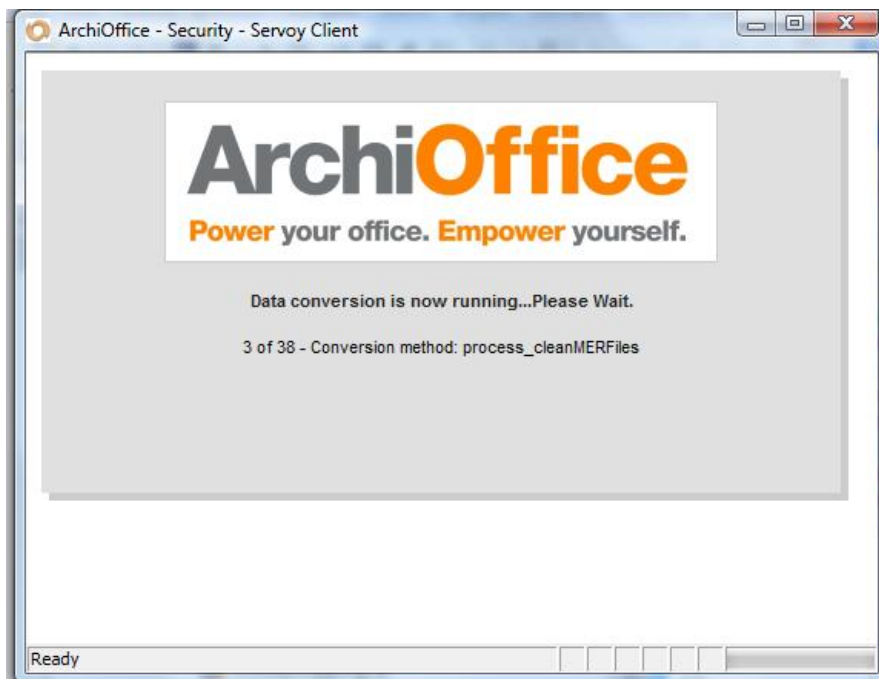 ArchiOffice - Security - Servoy Client
ArchiOffice
Power your office. Empower yourself.
Data conversion is now running...Please Wait.
3 of 38 - Conversion method: process_cleanMERFiles
Ready